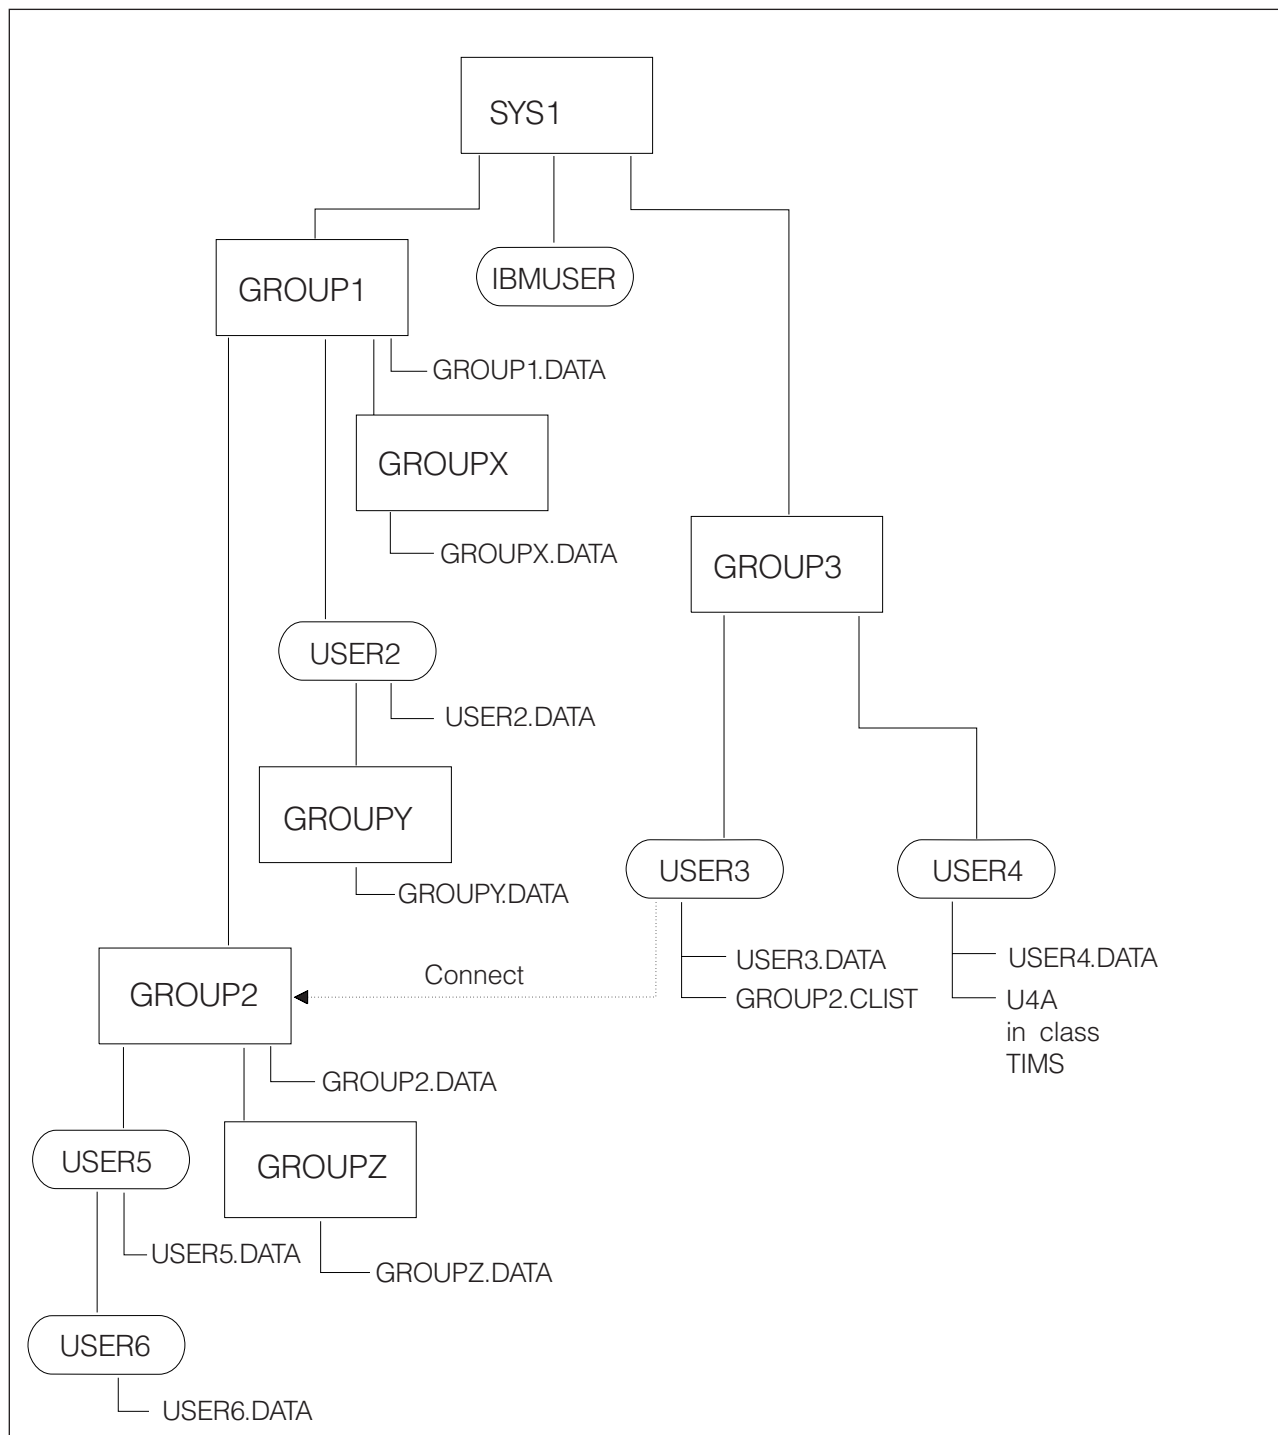 SYS1
GROUP1
IBMUSER
GROUP1.DATA
GROUPX
GROUPX.DATA
GROUP3
USER2
USER2.DATA
GROUPY
GROUPY.DATA
USER3
USER4
USER3.DATA
GROUP2.CLIST
USER4.DATA
U4A
in class
TIMS
Connect
GROUP2
GROUP2.DATA
USER5
GROUPZ
USER5.DATA
GROUPZ.DATA
USER6
USER6.DATA